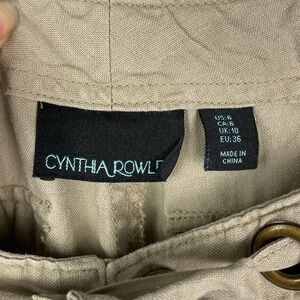 CYNTHIA ROWLE
US: 6
CA: 6
UK: 10
EU: 36
MADE IN
CHINA